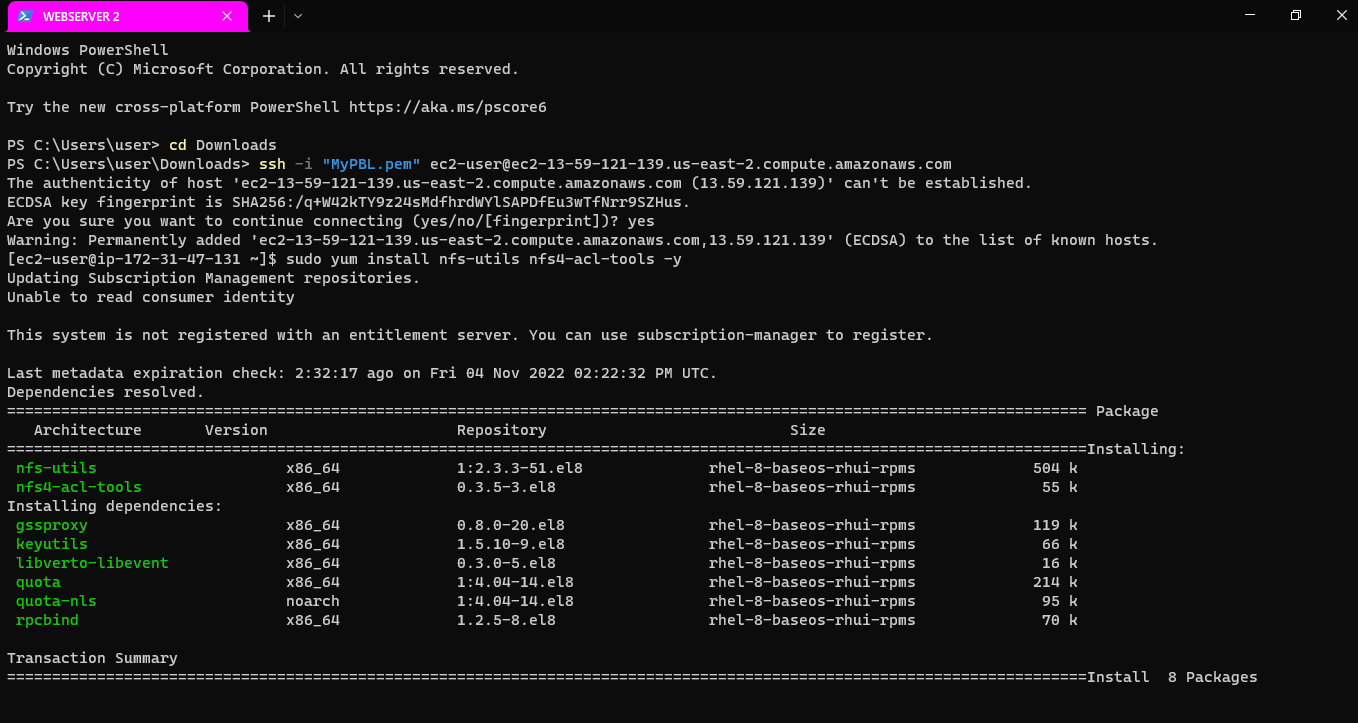 WEBSERVER 2
Windows PowerShell
Copyright (C) Microsoft Corporation. All rights reserved.
Try the new cross-platform PowerShell https://aka.ms/pscore6
PS C:\Users\user> cd Downloads
PS C:\Users\user\Downloads> ssh -i "MyPBL.pem" ec2-user@ec2-13-59-121-139.us-east-2.compute.amazonaws.com
The authenticity of host 'ec2-13-59-121-139.us-east-2.compute.amazonaws.com (13.59.121.139)' can't be established.
ECDSA key fingerprint is SHA256:/q+W42kTY9z24sMdfhrdWYlSAPDfEu3wTfNrr9SZHus.
Are you sure you want to continue connecting (yes/no/[fingerprint])? yes
Warning: Permanently added 'ec2-13-59-121-139.us-east-2.compute.amazonaws.com,13.59.121.139' (ECDSA) to the list of known hosts.
[ec2-user@ip-172-31-47-131 ~]$ sudo yum install nfs-utils nfs4-acl-tools -y
Updating Subscription Management repositories.
Unable to read consumer identity
This system is not registered with an entitlement server. You can use subscription-manager to register.
Last metadata expiration check: 2:32:17 ago on Fri 04 Nov 2022 02:22:32 PM UTC.
Dependencies resolved.
======================================================================================================================== Package
Architecture Version Repository Size
========================================================================================================================Installing:
nfs-utils x86_64 1:2.3.3-51.el8 rhel-8-baseos-rhui-rpms 504 k
nfs4-acl-tools x86_64 0.3.5-3.el8 rhel-8-baseos-rhui-rpms 55 k
Installing dependencies:
gssproxy x86_64 0.8.0-20.el8 rhel-8-baseos-rhui-rpms 119 k
keyutils x86_64 1.5.10-9.el8 rhel-8-baseos-rhui-rpms 66 k
libverto-libevent x86_64 0.3.0-5.el8 rhel-8-baseos-rhui-rpms 16 k
quota x86_64 1:4.04-14.el8 rhel-8-baseos-rhui-rpms 214 k
quota-nls noarch 1:4.04-14.el8 rhel-8-baseos-rhui-rpms 95 k
rpcbind x86_64 1.2.5-8.el8 rhel-8-baseos-rhui-rpms 70 k
Transaction Summary
========================================================================================================================Install 8 Packages